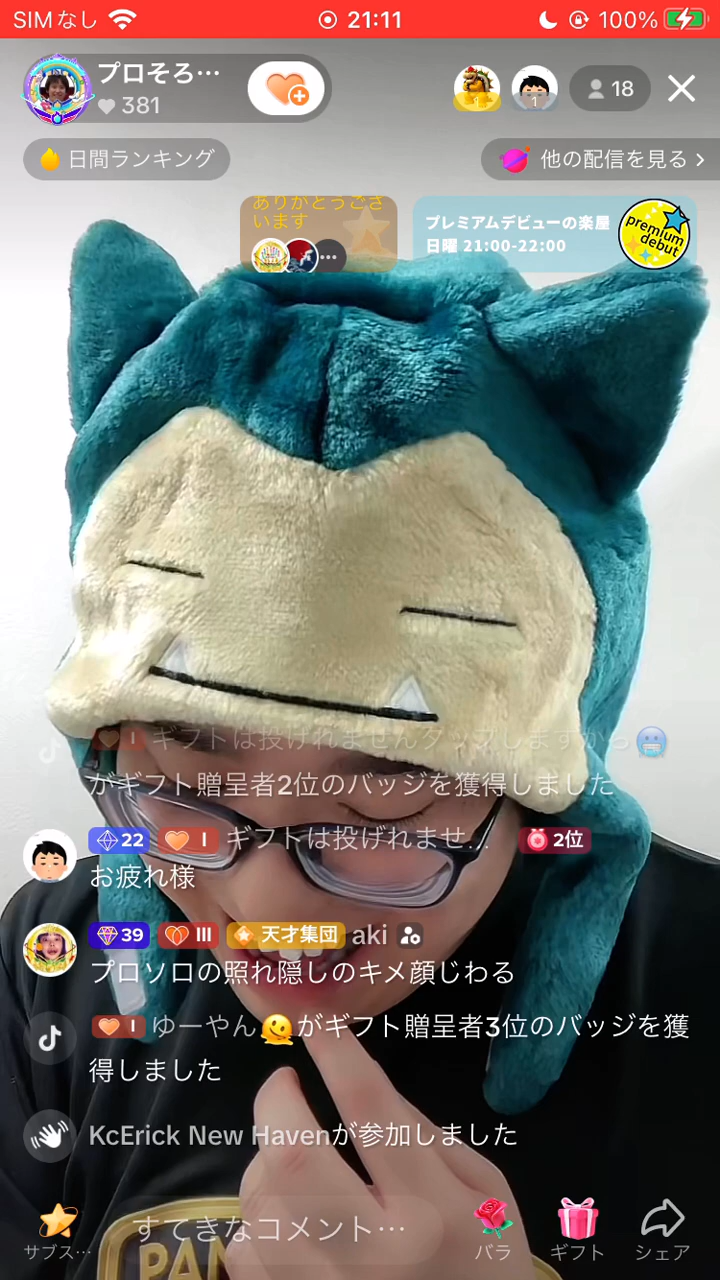 SIMなし 21:11 100%
プロそろ…
381
1
18
日間ランキング
他の配信を見る
ありがとうござ
います
プレミアムデビューの楽屋
日曜 21:00-22:00
premium
debut
I ギフトは投げれませんタップしますから🥶
がギフト贈呈者2位のバッジを獲得しました
22 I ギフトは投げれませ… 2位
お疲れ様
39 III 天才集団 aki
プロソロの照れ隠しのキメ顔じわる
I ゆーやん🫠がギフト贈呈者3位のバッジを獲
得しました
KcErick New Havenが参加しました
すてきなコメント…
サブス…
バラ
ギフト
シェア
PAN